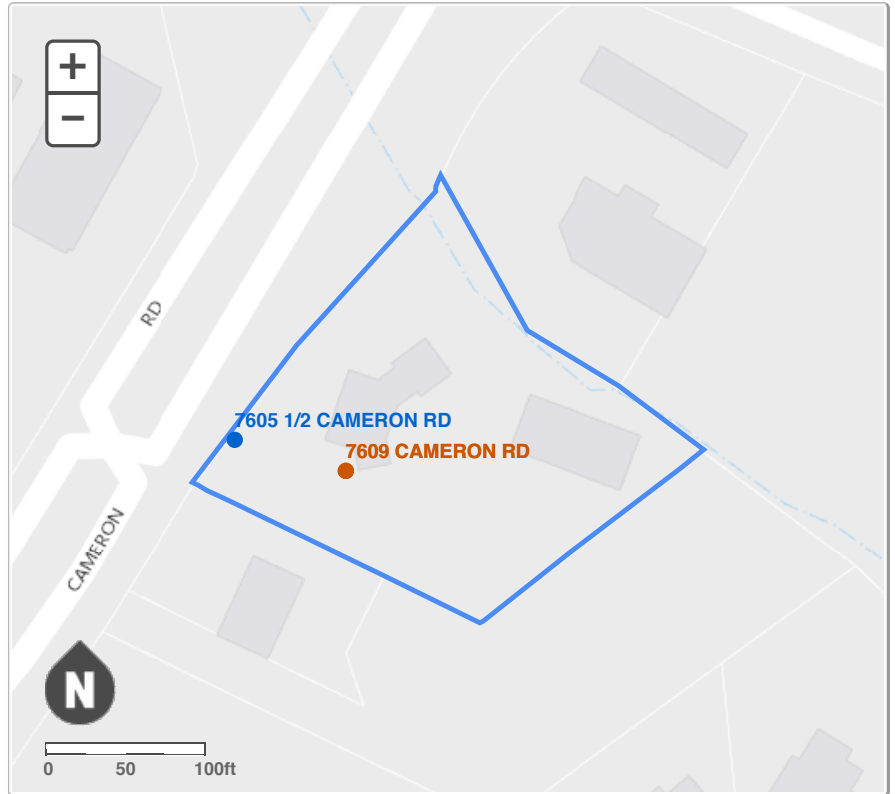 +
−
RD
7605 1/2 CAMERON RD
7609 CAMERON RD
CAMERON
N
0 50 100ft